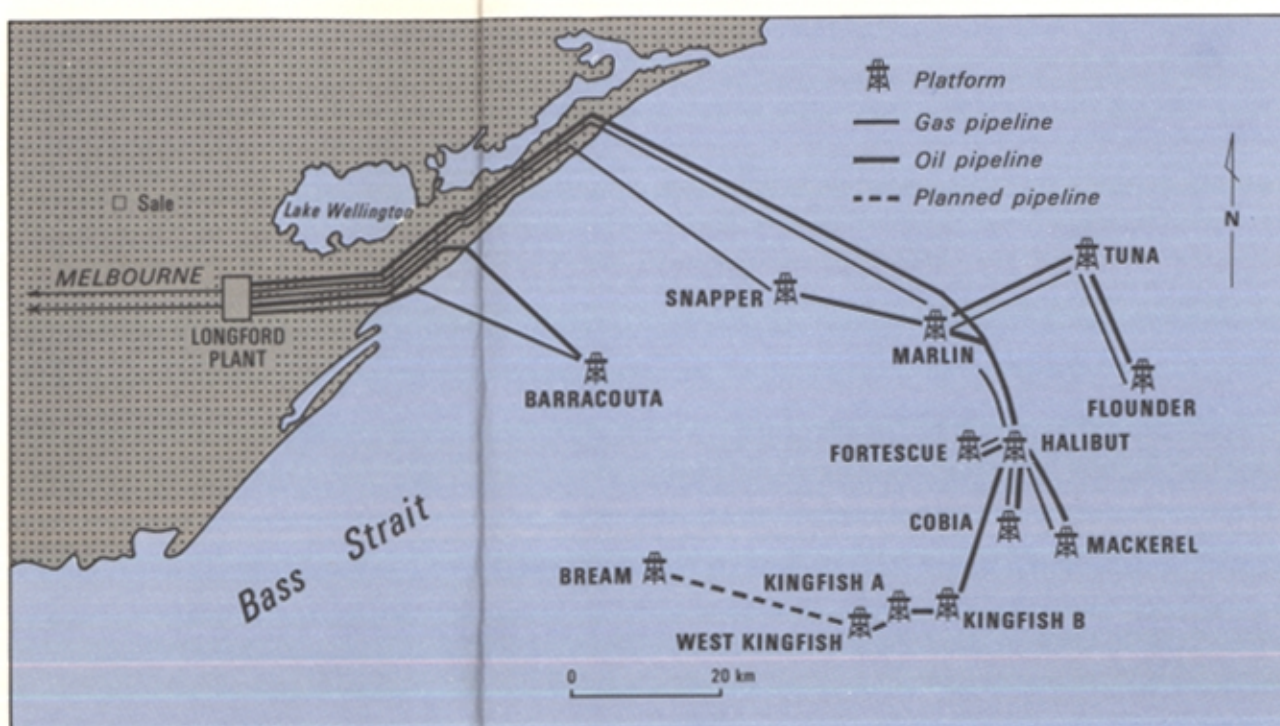 Platform
Gas pipeline
Oil pipeline
Planned pipeline
N
Sale
Lake Wellington
MELBOURNE
LONGFORD
PLANT
TUNA
SNAPPER
MARLIN
BARRACOUTA
FLOUNDER
FORTESCUE
HALIBUT
COBIA
MACKEREL
Bass Strait
BREAM
KINGFISH A
KINGFISH B
WEST KINGFISH
0 20 km